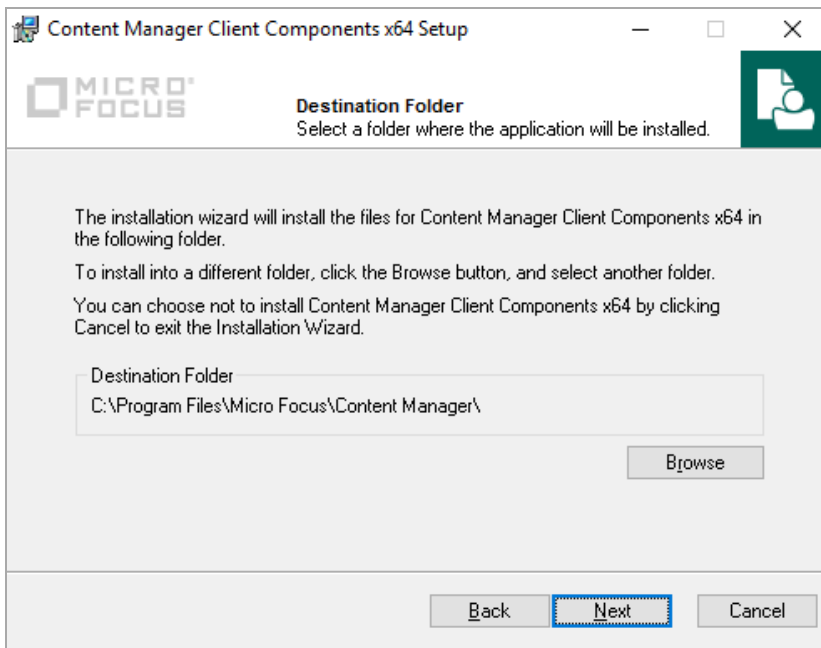 Content Manager Client Components x64 Setup
MICRO
FOCUS
Destination Folder
Select a folder where the application will be installed.
The installation wizard will install the files for Content Manager Client Components x64 in
the following folder.
To install into a different folder, click the Browse button, and select another folder.
You can choose not to install Content Manager Client Components x64 by clicking
Cancel to exit the Installation Wizard.
Destination Folder
C:\Program Files\Micro Focus\Content Manager\
Browse
Back Next Cancel